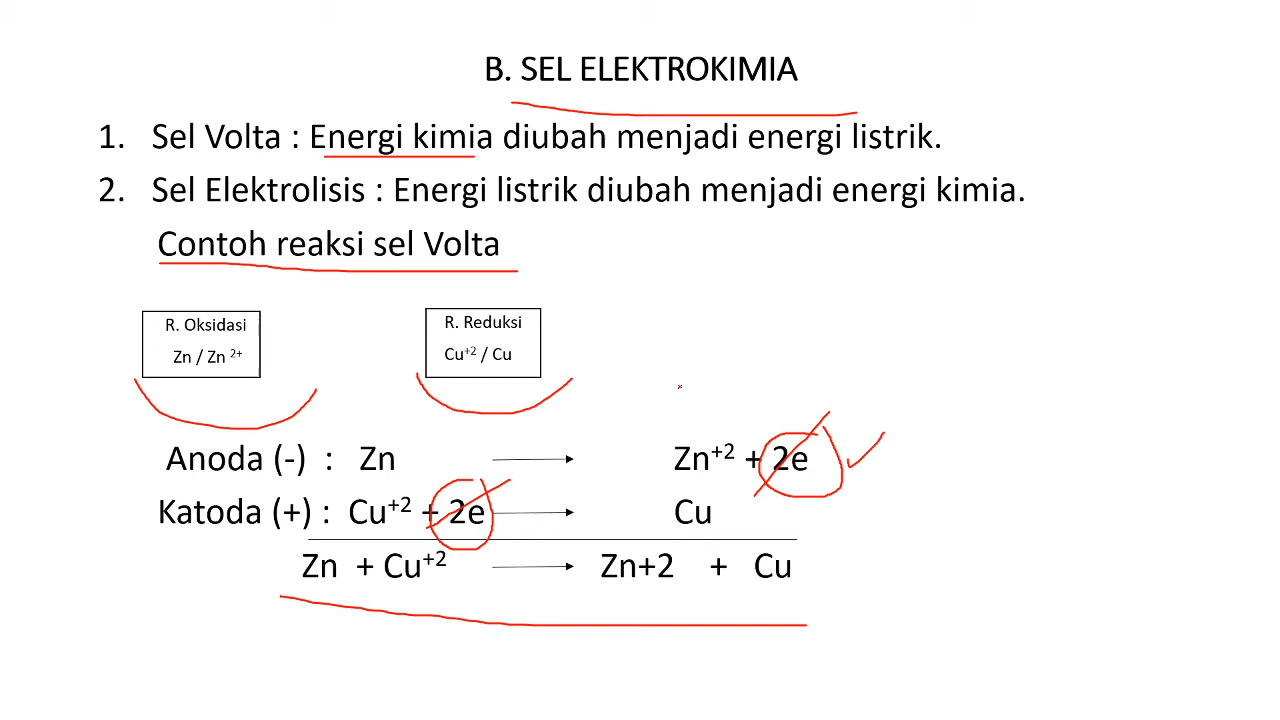 B. SEL ELEKTROKIMIA
1. Sel Volta : Energi kimia diubah menjadi energi listrik.
2. Sel Elektrolisis : Energi listrik diubah menjadi energi kimia.
Contoh reaksi sel Volta
R. Oksidasi
Zn / Zn ²⁺
R. Reduksi
Cu⁺² / Cu
Anoda (-) : Zn ⟶ Zn⁺² + 2e
Katoda (+) : Cu⁺² + 2e ⟶ Cu
Zn + Cu⁺² ⟶ Zn+2 + Cu